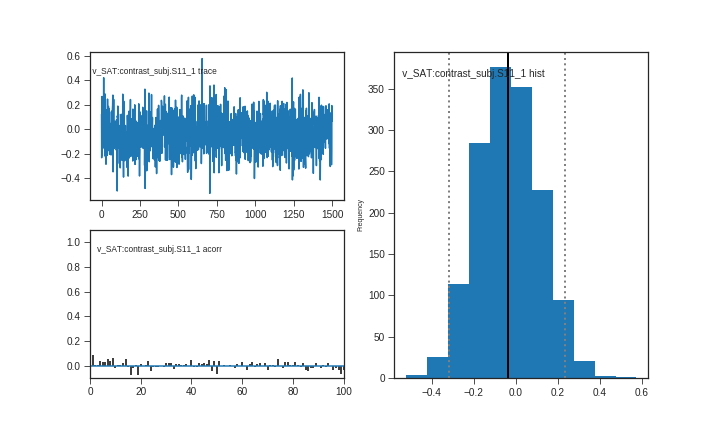 v_SAT:contrast_subj.S11_1 trace
0.6
0.4
0.2
0.0
−0.2
−0.4
0 250 500 750 1000 1250 1500
v_SAT:contrast_subj.S11_1 acorr
1.0
0.8
0.6
0.4
0.2
0.0
0 20 40 60 80 100
v_SAT:contrast_subj.S11_1 hist
Frequency
350
300
250
200
150
100
50
0
−0.4 −0.2 0.0 0.2 0.4 0.6